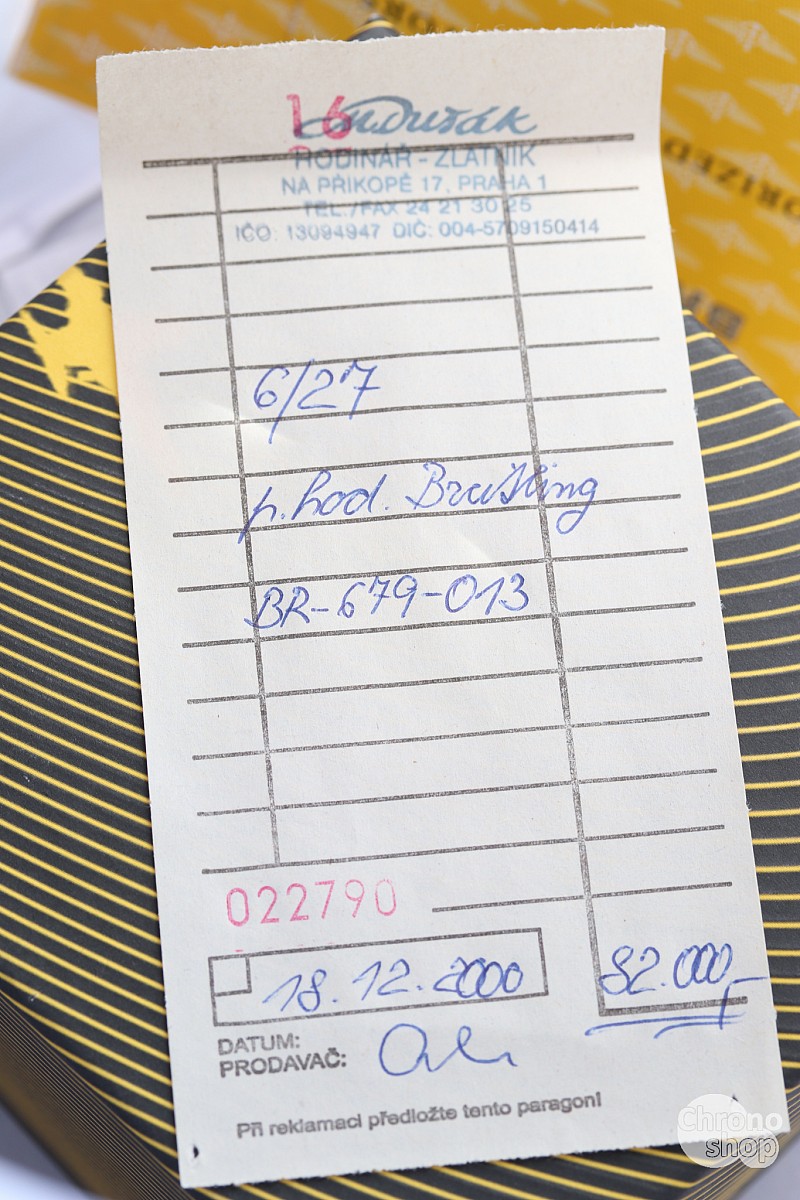 16
Dušák
HODINÁŘ - ZLATNÍK
NA PŘÍKOPĚ 17, PRAHA 1
TEL./FAX 24 21 30 25
IČO: 13094947 DIČ: 004-5709150414
6/27
p. hod. Breitling
BR-679-013
022790
18.12.2000
82.000,-
DATUM:
PRODAVAČ:
Při reklamaci předložte tento paragon!
Chrono
shop
ORIZED